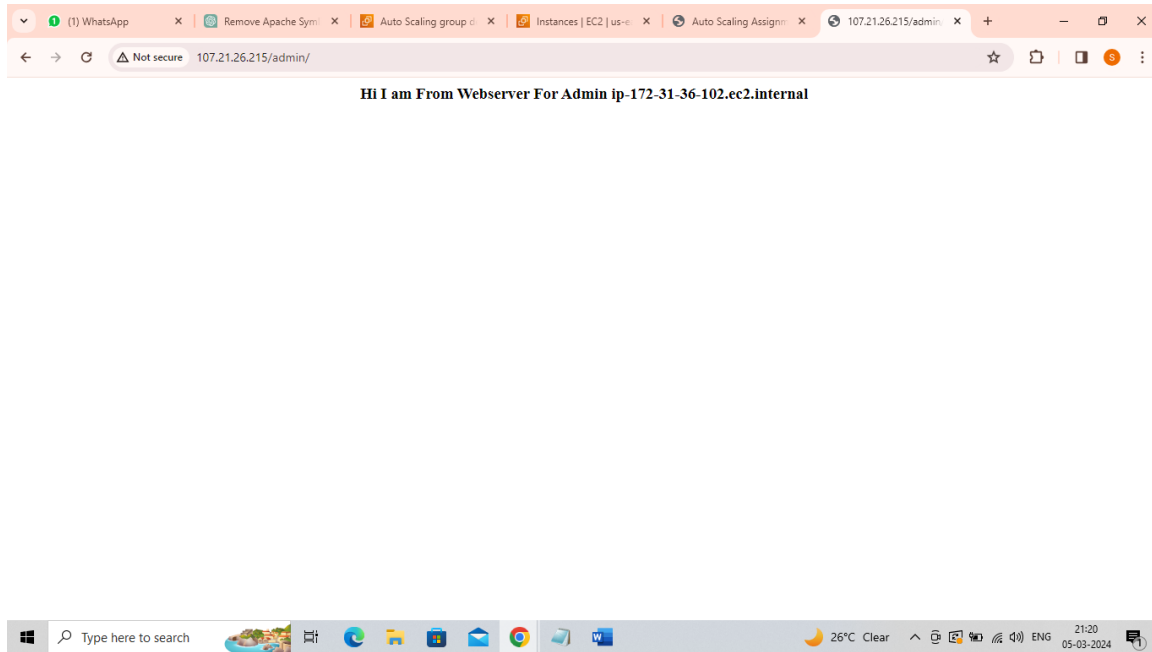 (1) WhatsApp
Remove Apache Syml
Auto Scaling group d
Instances | EC2 | us-e
Auto Scaling Assignm
107.21.26.215/admin/
Not secure
107.21.26.215/admin/
S
Hi I am From Webserver For Admin ip-172-31-36-102.ec2.internal
Type here to search
26°C Clear
ENG
21:20
05-03-2024
1